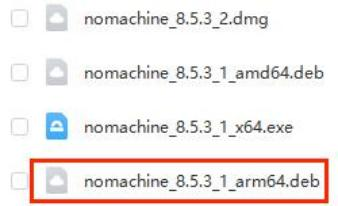 nomachine_8.5.3_2.dmg
nomachine_8.5.3_1_amd64.deb
nomachine_8.5.3_1_x64.exe
nomachine_8.5.3_1_arm64.deb